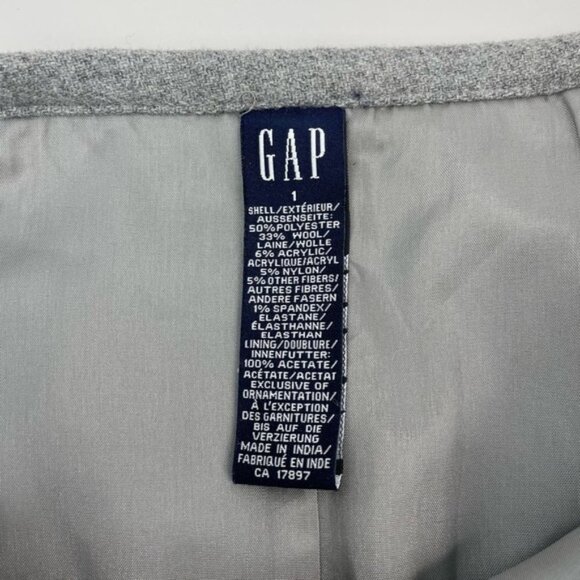 GAP
1
SHELL/EXTÉRIEUR/
AUSSENSEITE:
50% POLYESTER
33% WOOL/
LAINE/WOLLE
6% ACRYLIC/
ACRYLIQUE/ACRYL
5% NYLON/
5% OTHER FIBERS/
AUTRES FIBRES/
ANDERE FASERN
1% SPANDEX/
ELASTANE/
ÉLASTHANNE/
ELASTHAN
LINING/DOUBLURE/
INNENFUTTER:
100% ACETATE/
ACÉTATE/ACETAT
EXCLUSIVE OF
ORNAMENTATION/
À L'EXCEPTION
DES GARNITURES/
BIS AUF DIE
VERZIERUNG
MADE IN INDIA/
FABRIQUÉ EN INDE
CA 17897